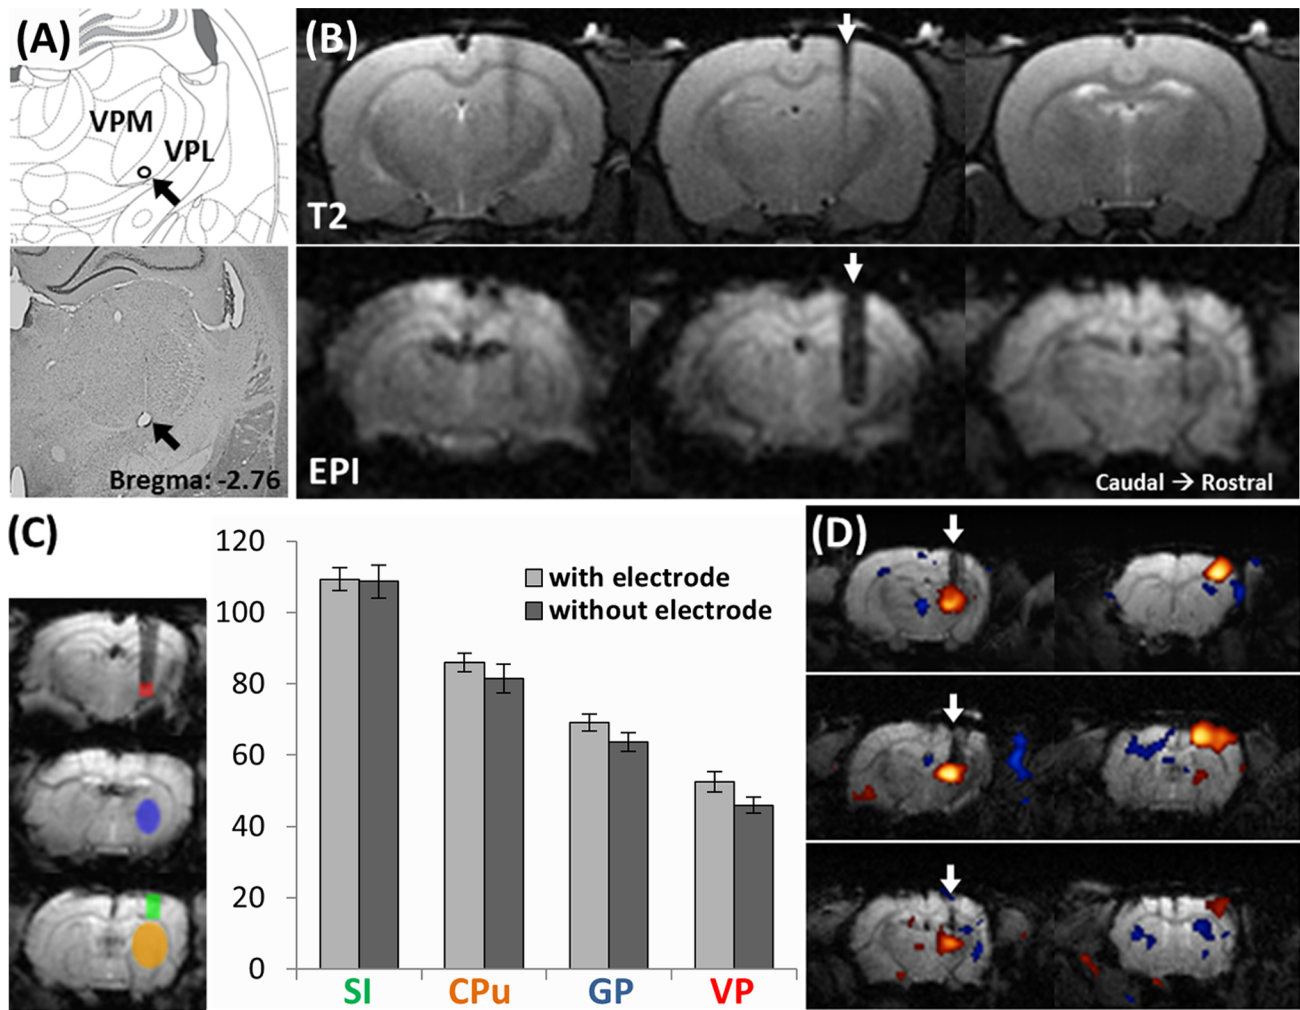 (A)
VPM
VPL
Bregma: -2.76
(B)
T2
EPI
Caudal → Rostral
(C)
120
100
80
60
40
20
0
with electrode
without electrode
SI
CPu
GP
VP
(D)